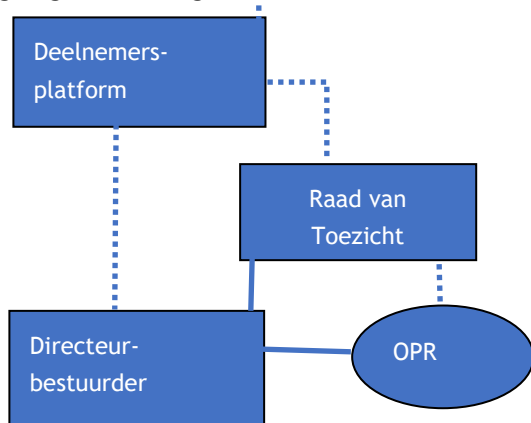 Deelnemers-
platform
Raad van
Toezicht
Directeur-
bestuurder
OPR